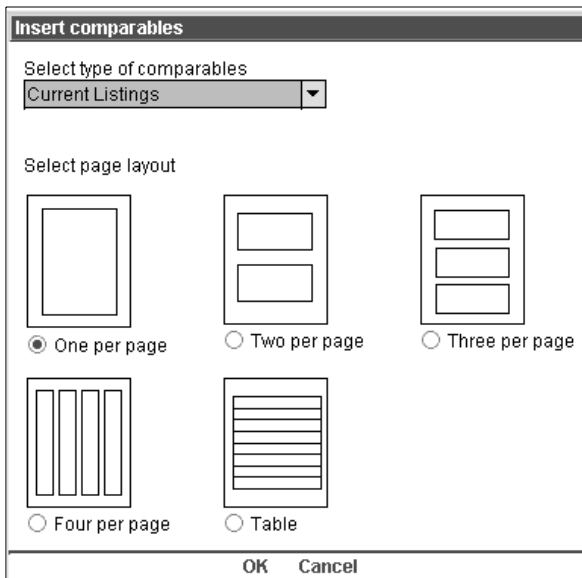 Insert comparables
Select type of comparables
Current Listings
Select page layout
One per page
Two per page
Three per page
Four per page
Table
OK Cancel